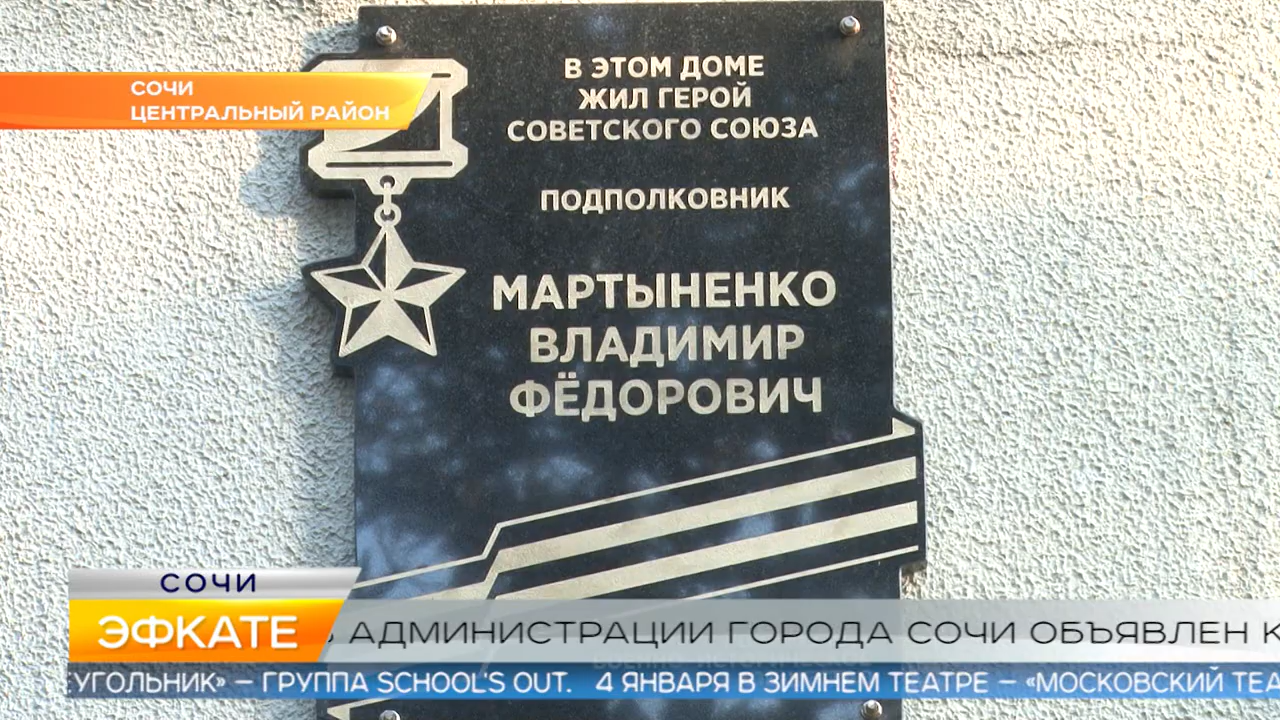 СОЧИ
ЦЕНТРАЛЬНЫЙ РАЙОН
В ЭТОМ ДОМЕ
ЖИЛ ГЕРОЙ
СОВЕТСКОГО СОЮЗА
ПОДПОЛКОВНИК
МАРТЫНЕНКО
ВЛАДИМИР
ФЁДОРОВИЧ
СОЧИ
ЭФКАТЕ
АДМИНИСТРАЦИИ ГОРОДА СОЧИ ОБЪЯВЛЕН К
УГОЛЬНИК» — ГРУППА SCHOOL'S OUT. 4 ЯНВАРЯ В ЗИМНЕМ ТЕАТРЕ — «МОСКОВСКИЙ ТЕА